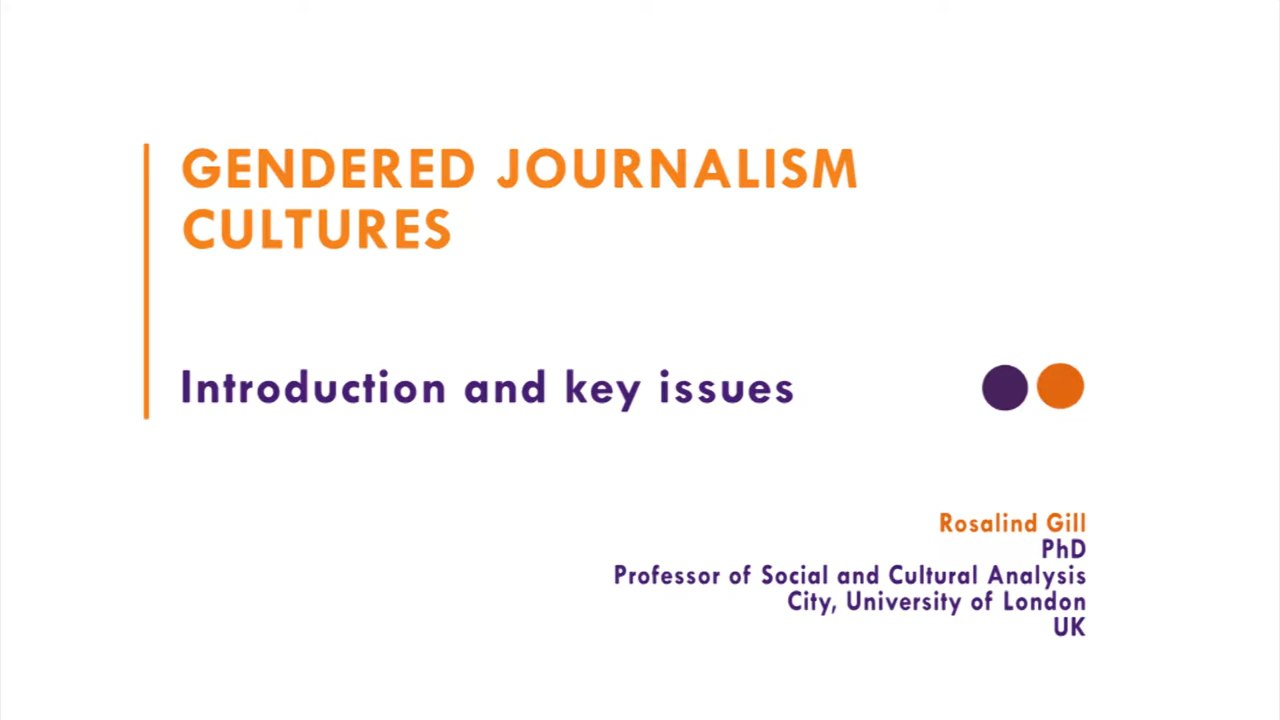 GENDERED JOURNALISM
CULTURES
Introduction and key issues
Rosalind Gill
PhD
Professor of Social and Cultural Analysis
City, University of London
UK